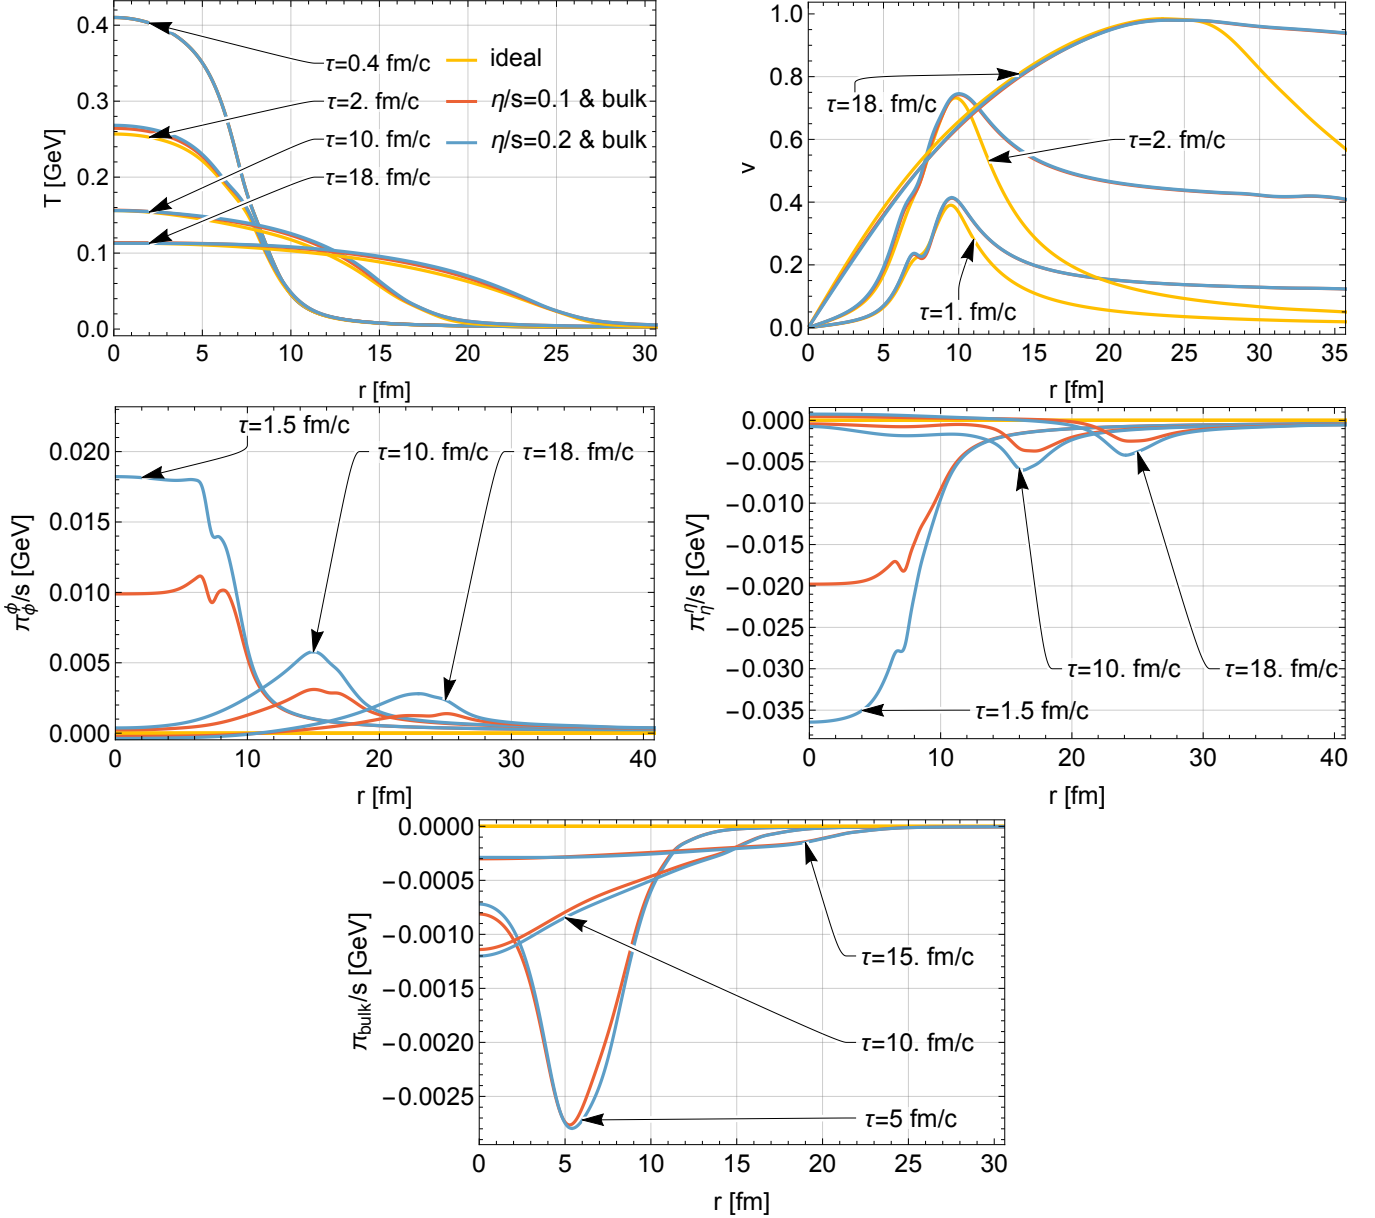 0.4
0.3
0.2
0.1
0.0
T [GeV]
τ=0.4 fm/c
τ=2. fm/c
τ=10. fm/c
τ=18. fm/c
ideal
η/s=0.1 & bulk
η/s=0.2 & bulk
0 5 10 15 20 25 30
r [fm]
1.0
0.8
0.6
0.4
0.2
0.0
v
τ=18. fm/c
τ=2. fm/c
τ=1. fm/c
0 5 10 15 20 25 30 35
r [fm]
0.020
0.015
0.010
0.005
0.000
π^ϕ_ϕ/s [GeV]
τ=1.5 fm/c
τ=10. fm/c
τ=18. fm/c
0 10 20 30 40
r [fm]
0.000
−0.005
−0.010
−0.015
−0.020
−0.025
−0.030
−0.035
π^η_η/s [GeV]
τ=10. fm/c
τ=18. fm/c
τ=1.5 fm/c
0 10 20 30 40
r [fm]
0.0000
−0.0005
−0.0010
−0.0015
−0.0020
−0.0025
π_bulk/s [GeV]
τ=15. fm/c
τ=10. fm/c
τ=5 fm/c
0 5 10 15 20 25 30
r [fm]